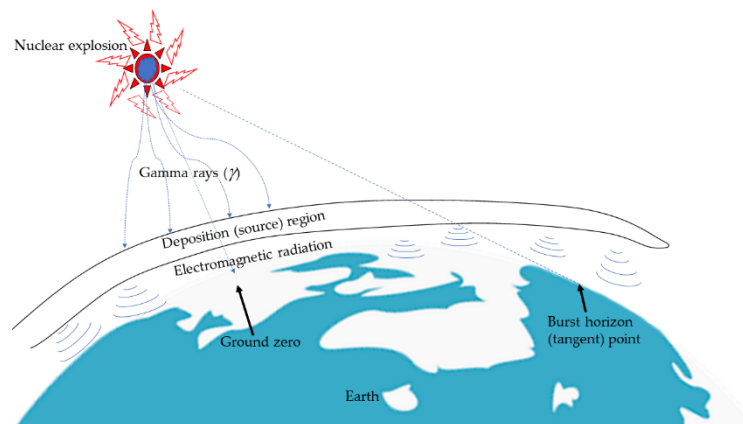 Nuclear explosion
Gamma rays (γ)
Deposition (source) region
Electromagnetic radiation
Ground zero
Burst horizon
(tangent) point
Earth